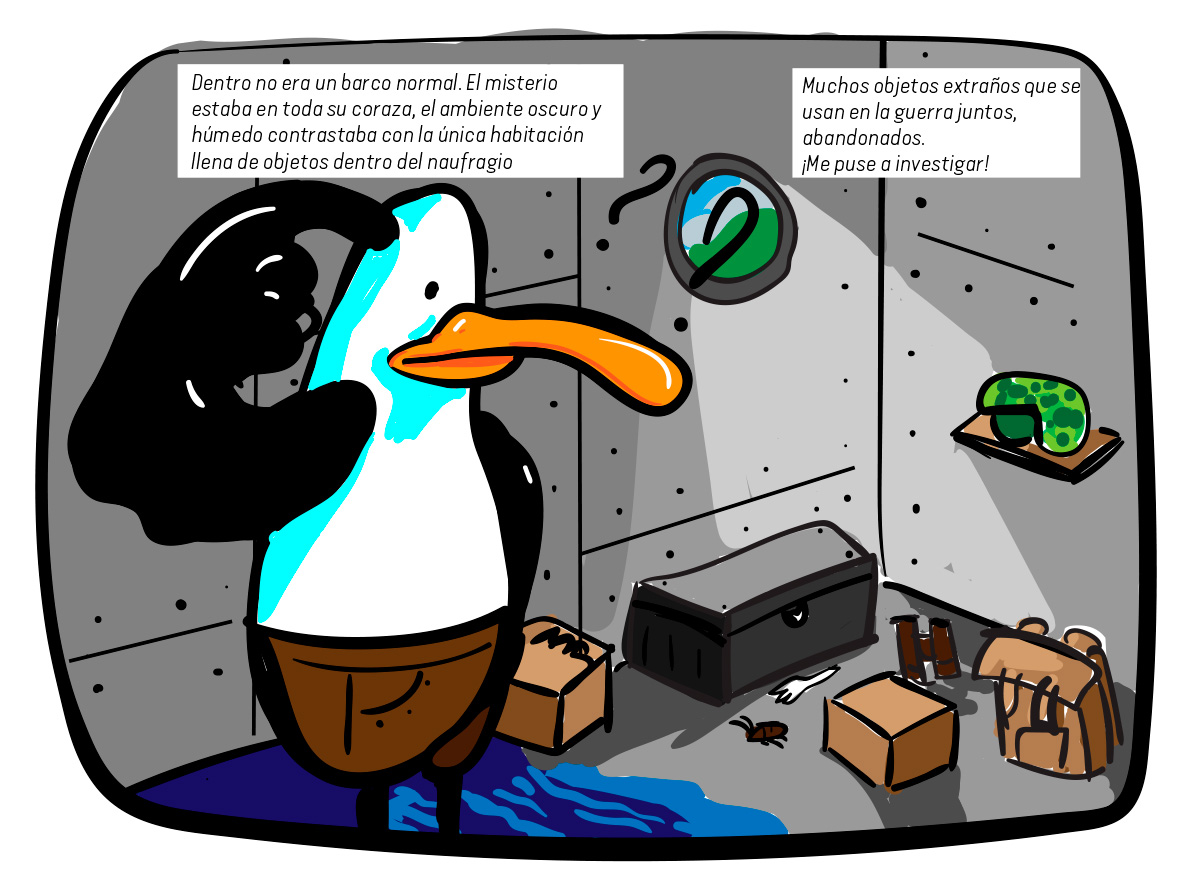 Dentro no era un barco normal. El misterio
estaba en toda su coraza, el ambiente oscuro y
húmedo contrastaba con la única habitación
llena de objetos dentro del naufragio
Muchos objetos extraños que se
usan en la guerra juntos,
abandonados.
¡Me puse a investigar!
? ?